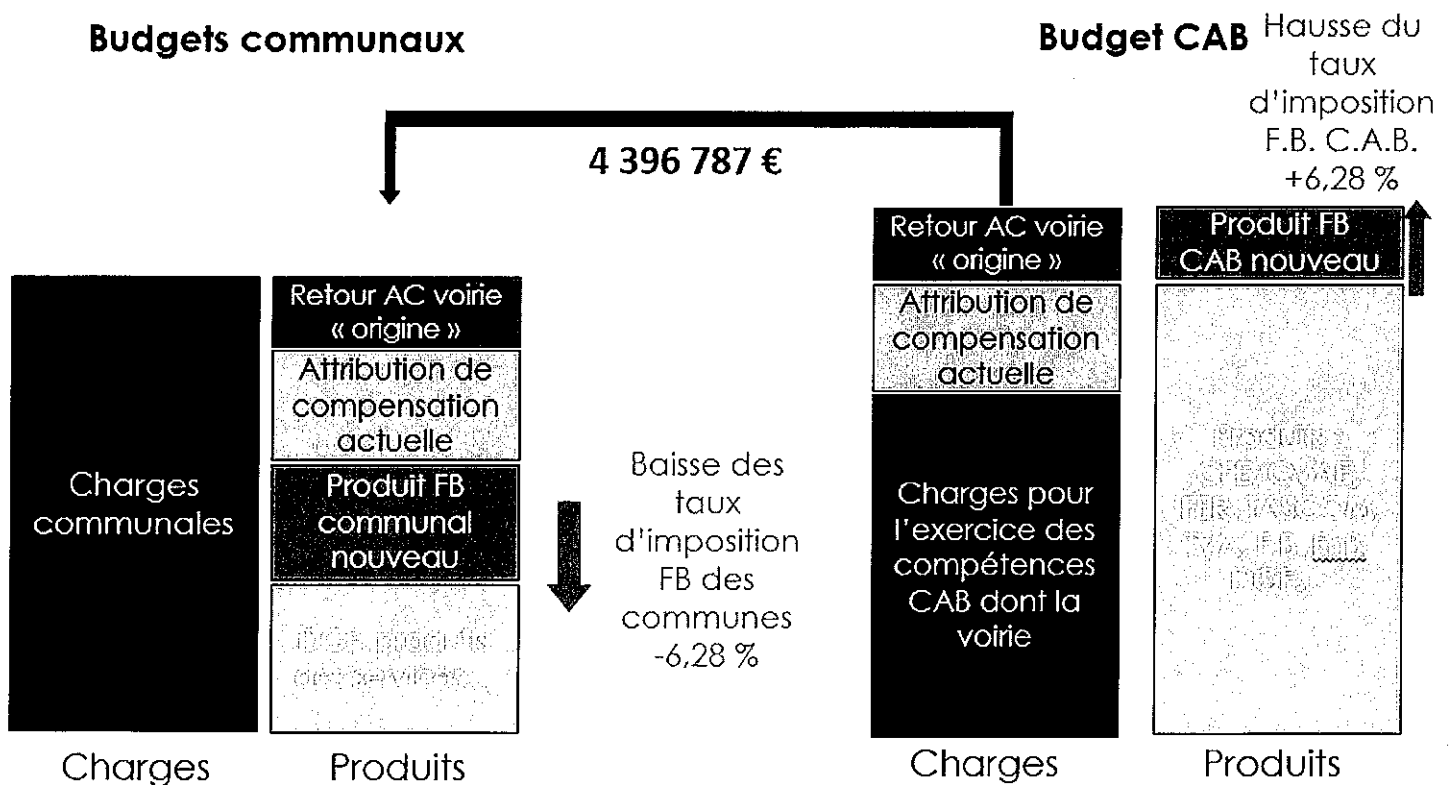 Budgets communaux
Budget CAB
Hausse du
taux
d'imposition
F.B. C.A.B.
+6,28 %
4 396 787 €
Charges
communales
Retour AC voirie
« origine »
Attribution de
compensation
actuelle
Produit FB
communal
nouveau
des services
Baisse des
taux
d'imposition
FB des
communes
-6,28 %
Retour AC voirie
« origine »
Attribution de
compensation
actuelle
Charges pour
l'exercice des
compétences
CAB dont la
voirie
Produit FB
CAB nouveau
Charges
Produits
Charges
Produits